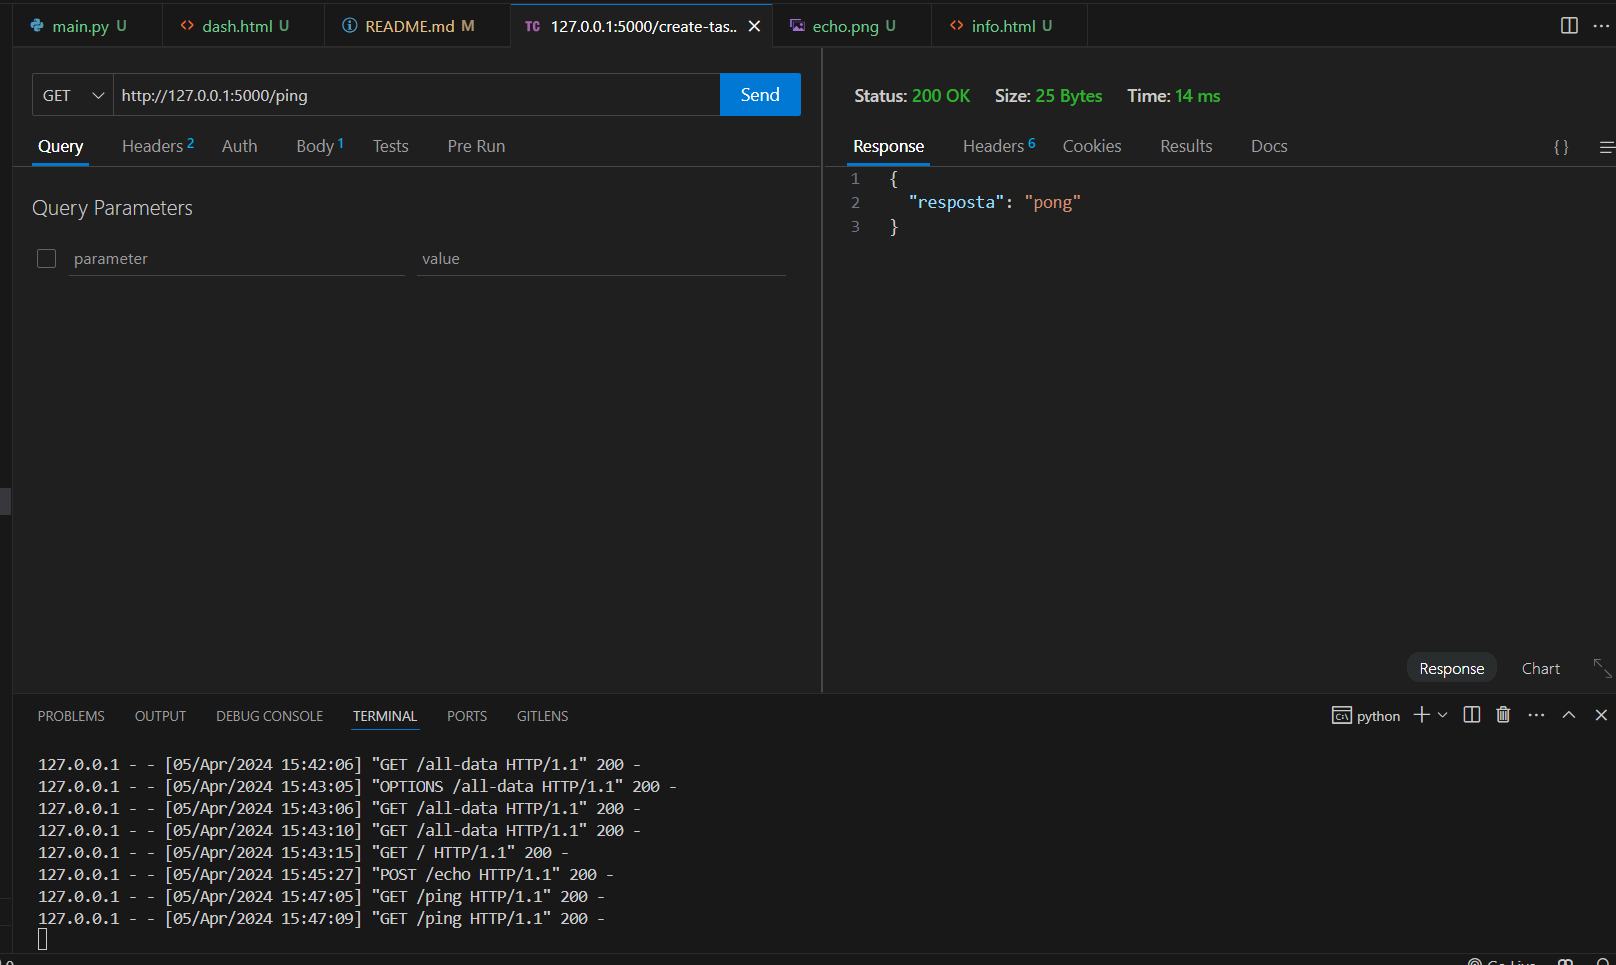 main.py U
dash.html U
README.md M
TC 127.0.0.1:5000/create-tas..
echo.png U
info.html U
GET
http://127.0.0.1:5000/ping
Send
Query
Headers 2
Auth
Body 1
Tests
Pre Run
Query Parameters
parameter
value
Status: 200 OK Size: 25 Bytes Time: 14 ms
Response
Headers 6
Cookies
Results
Docs
{}
1 {
2 "resposta": "pong"
3 }
Response
Chart
PROBLEMS
OUTPUT
DEBUG CONSOLE
TERMINAL
PORTS
GITLENS
python
127.0.0.1 - - [05/Apr/2024 15:42:06] "GET /all-data HTTP/1.1" 200 -
127.0.0.1 - - [05/Apr/2024 15:43:05] "OPTIONS /all-data HTTP/1.1" 200 -
127.0.0.1 - - [05/Apr/2024 15:43:06] "GET /all-data HTTP/1.1" 200 -
127.0.0.1 - - [05/Apr/2024 15:43:10] "GET /all-data HTTP/1.1" 200 -
127.0.0.1 - - [05/Apr/2024 15:43:15] "GET / HTTP/1.1" 200 -
127.0.0.1 - - [05/Apr/2024 15:45:27] "POST /echo HTTP/1.1" 200 -
127.0.0.1 - - [05/Apr/2024 15:47:05] "GET /ping HTTP/1.1" 200 -
127.0.0.1 - - [05/Apr/2024 15:47:09] "GET /ping HTTP/1.1" 200 -
Go Live